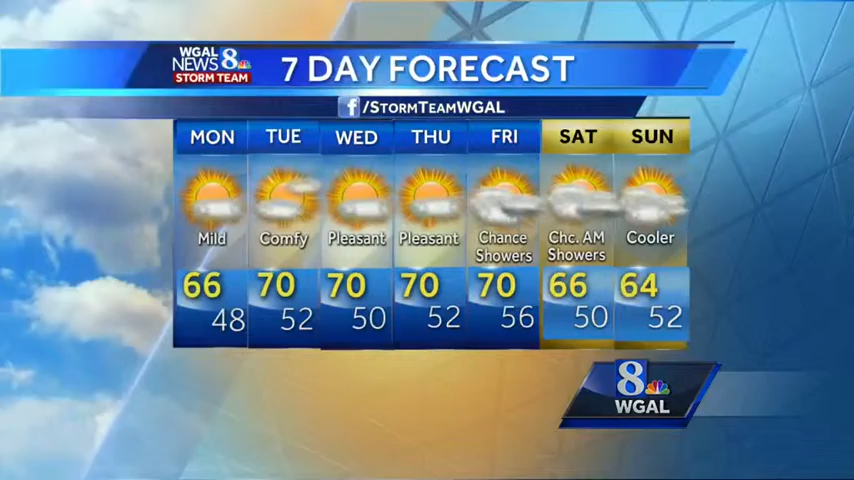 WGAL
NEWS 8
STORM TEAM
7 DAY FORECAST
f /STORMTEAMWGAL
MON TUE WED THU FRI SAT SUN
Mild Comfy Pleasant Pleasant Chance Showers Chc. AM Showers Cooler
66 70 70 70 70 66 64
48 52 50 52 56 50 52
8
WGAL